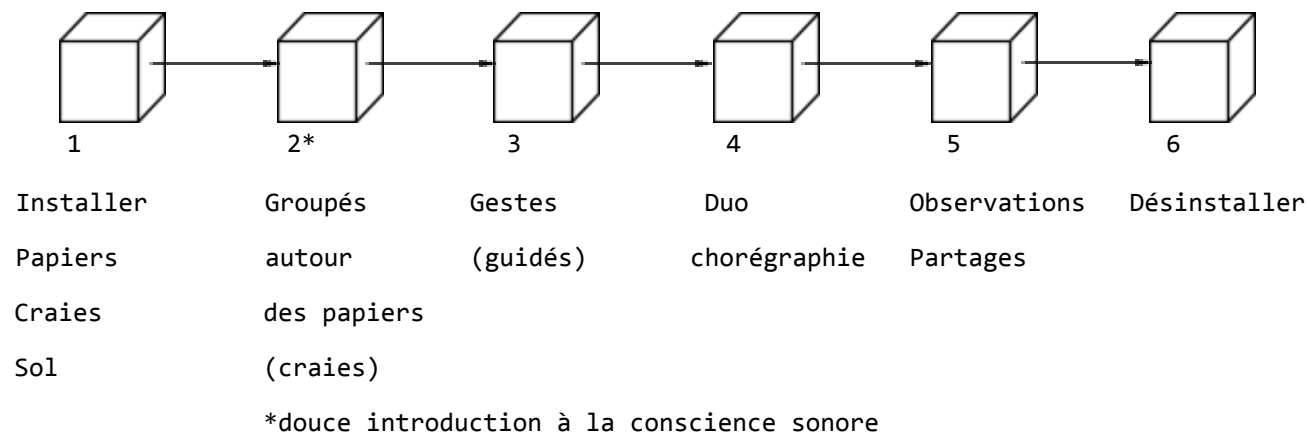 1 2* 3 4 5 6
Installer Groupés Gestes Duo Observations Désinstaller
Papiers autour (guidés) chorégraphie Partages
Craies des papiers
Sol (craies)
*douce introduction à la conscience sonore